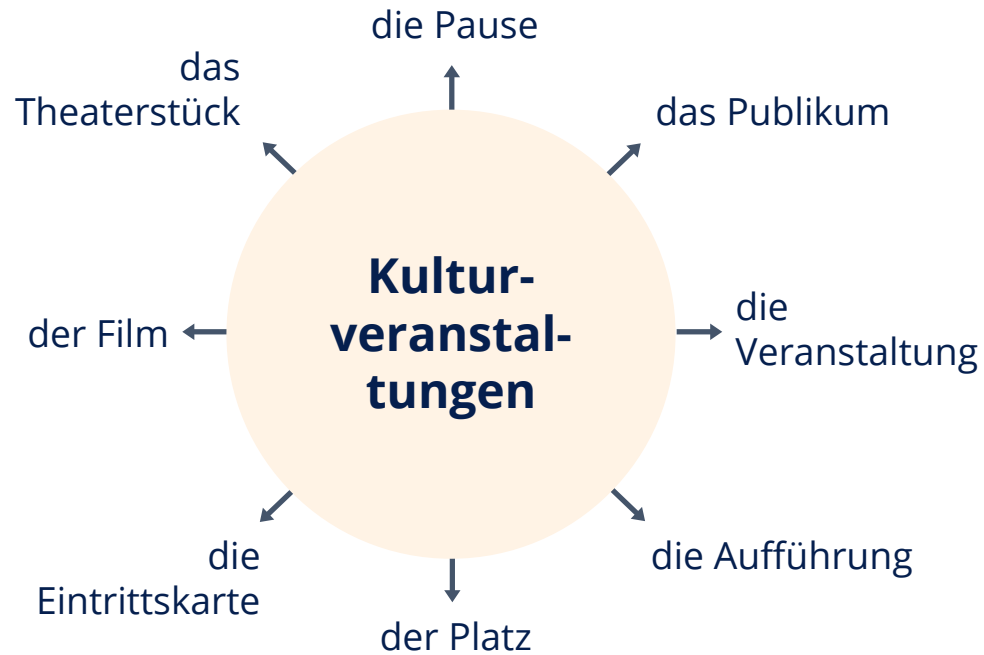 die Pause
das
Theaterstück
das Publikum
Kultur-
veranstal-
tungen
der Film
die
Veranstaltung
die
Eintrittskarte
die Aufführung
der Platz